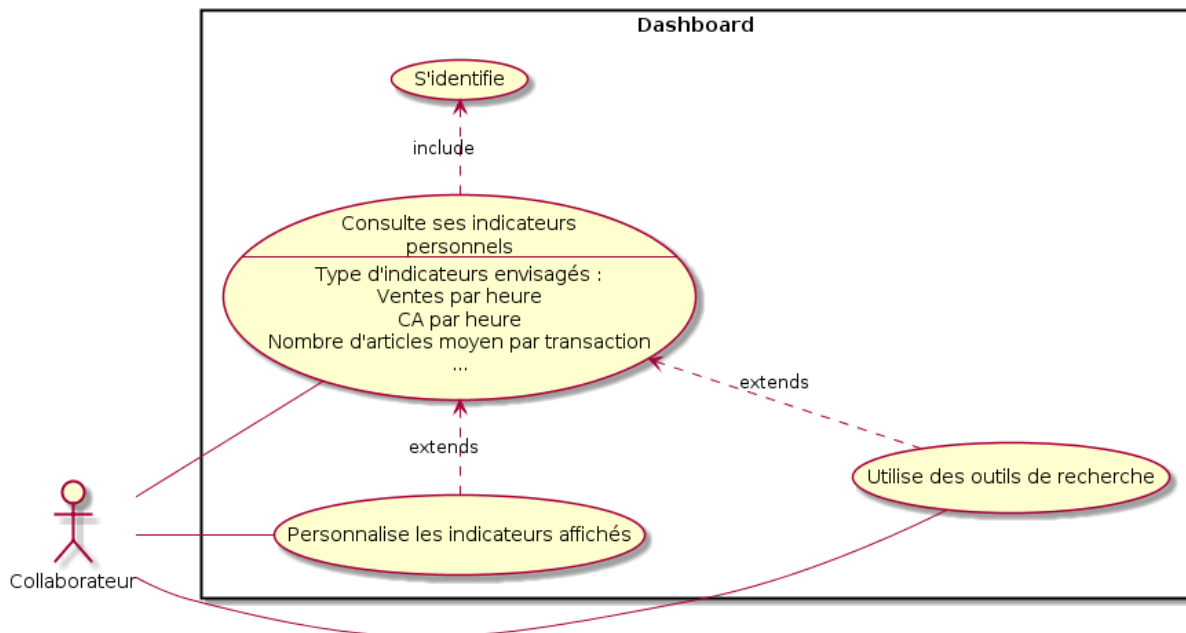 Dashboard
S'identifie
include
Consulte ses indicateurs
personnels
Type d'indicateurs envisagés :
Ventes par heure
CA par heure
Nombre d'articles moyen par transaction
...
extends
extends
Utilise des outils de recherche
Personnalise les indicateurs affichés
Collaborateur